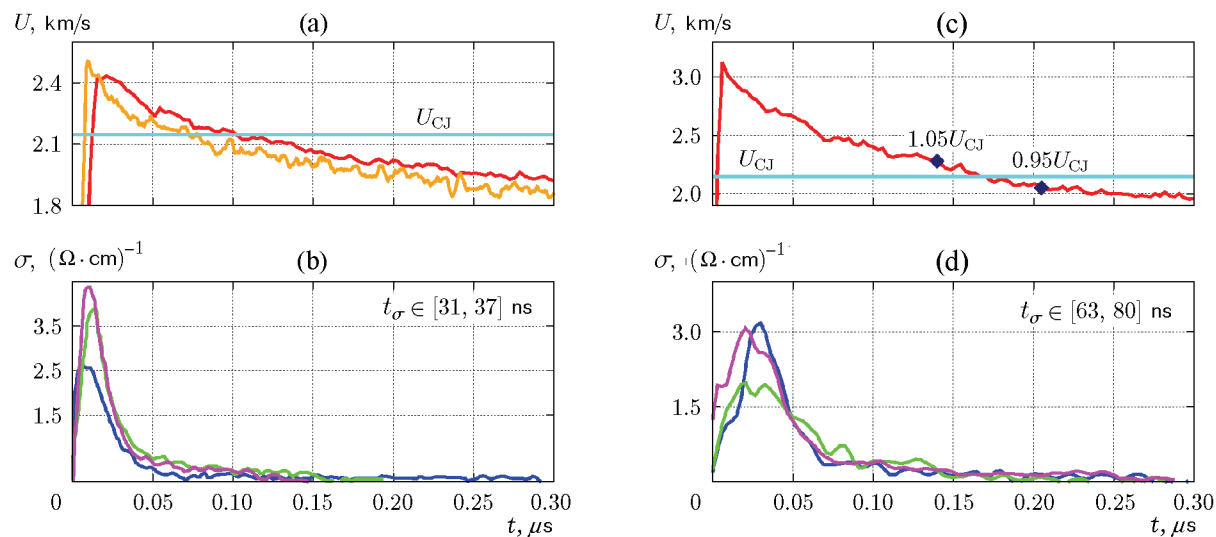 U, km/s (a)
2.4
2.1
1.8
U_CJ
U, km/s (c)
3.0
2.5
2.0
1.05U_CJ
0.95U_CJ
U_CJ
σ, (Ω · cm)⁻¹ (b)
3.5
2.5
1.5
t_σ ∈ [31, 37] ns
0 0.05 0.10 0.15 0.20 0.25 0.30
t, μs
σ, (Ω · cm)⁻¹ (d)
3.0
1.5
t_σ ∈ [63, 80] ns
0 0.05 0.10 0.15 0.20 0.25 0.30
t, μs